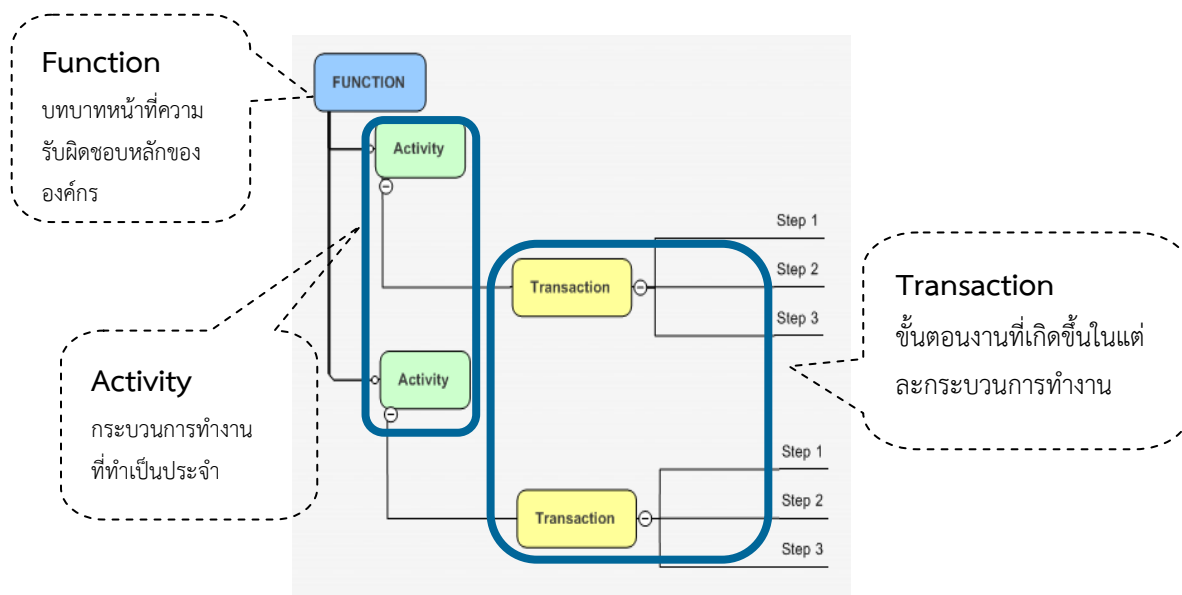 Function
บทบาทหน้าที่ความ
รับผิดชอบหลักของ
องค์กร
FUNCTION
Activity
Step 1
Step 2
Transaction
Step 3
Transaction
ขั้นตอนงานที่เกิดขึ้นในแต่
ละกระบวนการทำงาน
Activity
กระบวนการทำงาน
ที่ทำเป็นประจำ
Activity
Step 1
Step 2
Transaction
Step 3